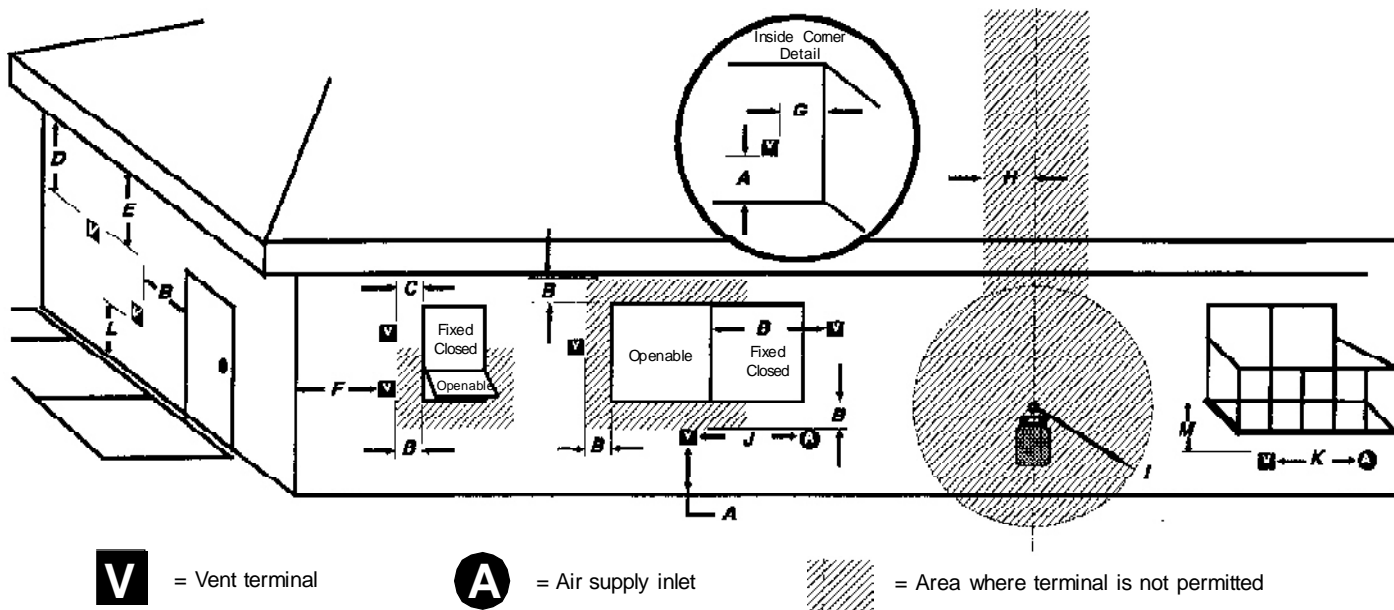 Inside Corner
Detail
G
V
A
H
D
E
V
B
V
L
C
V
Fixed
Closed
Openable
F
V
B
B
V
Openable
B
V
Fixed
Closed
B
B
V
J
A
A
I
M
V
K
A
V = Vent terminal
A = Air supply inlet
= Area where terminal is not permitted